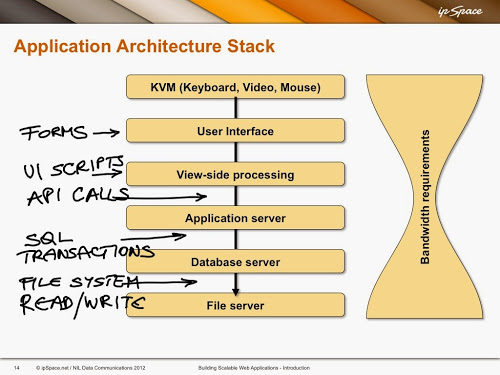 ip Space
Application Architecture Stack
KVM (Keyboard, Video, Mouse)
FORMS
User Interface
UI SCRIPTS
View-side processing
API CALLS
Application server
SQL
TRANSACTIONS
Database server
FILE SYSTEM
READ/WRITE
File server
Bandwidth requirements
14 © ipSpace.net / NIL Data Communications 2012 Building Scalable Web Applications - Introduction